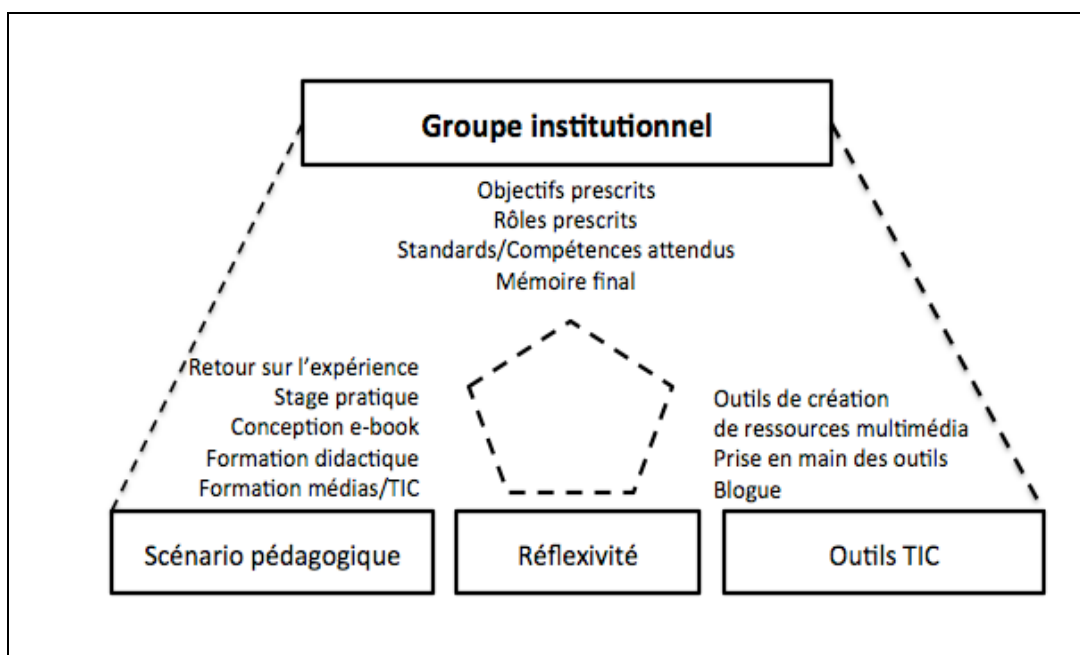 Groupe institutionnel
Objectifs prescrits
Rôles prescrits
Standards/Compétences attendus
Mémoire final
Retour sur l'expérience
Stage pratique
Conception e-book
Formation didactique
Formation médias/TIC
Outils de création
de ressources multimédia
Prise en main des outils
Blogue
Scénario pédagogique
Réflexivité
Outils TIC